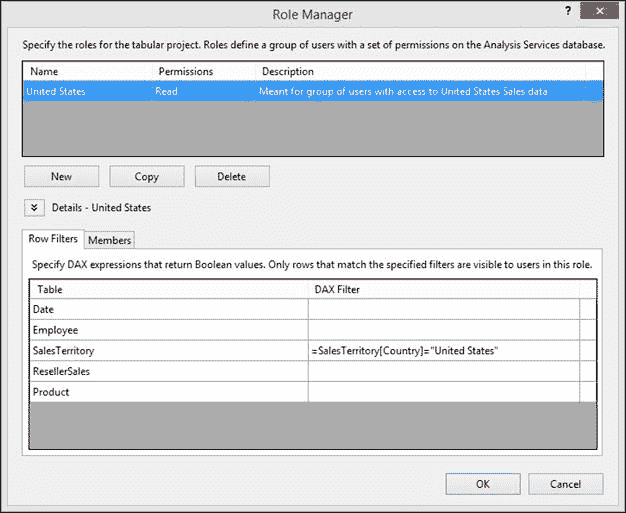 Role Manager
?
Specify the roles for the tabular project. Roles define a group of users with a set of permissions on the Analysis Services database.
Name Permissions Description
United States Read Meant for group of users with access to United States Sales data
New Copy Delete
Details - United States
Row Filters Members
Specify DAX expressions that return Boolean values. Only rows that match the specified filters are visible to users in this role.
Table DAX Filter
Date
Employee
SalesTerritory =SalesTerritory[Country]="United States"
ResellerSales
Product
OK Cancel